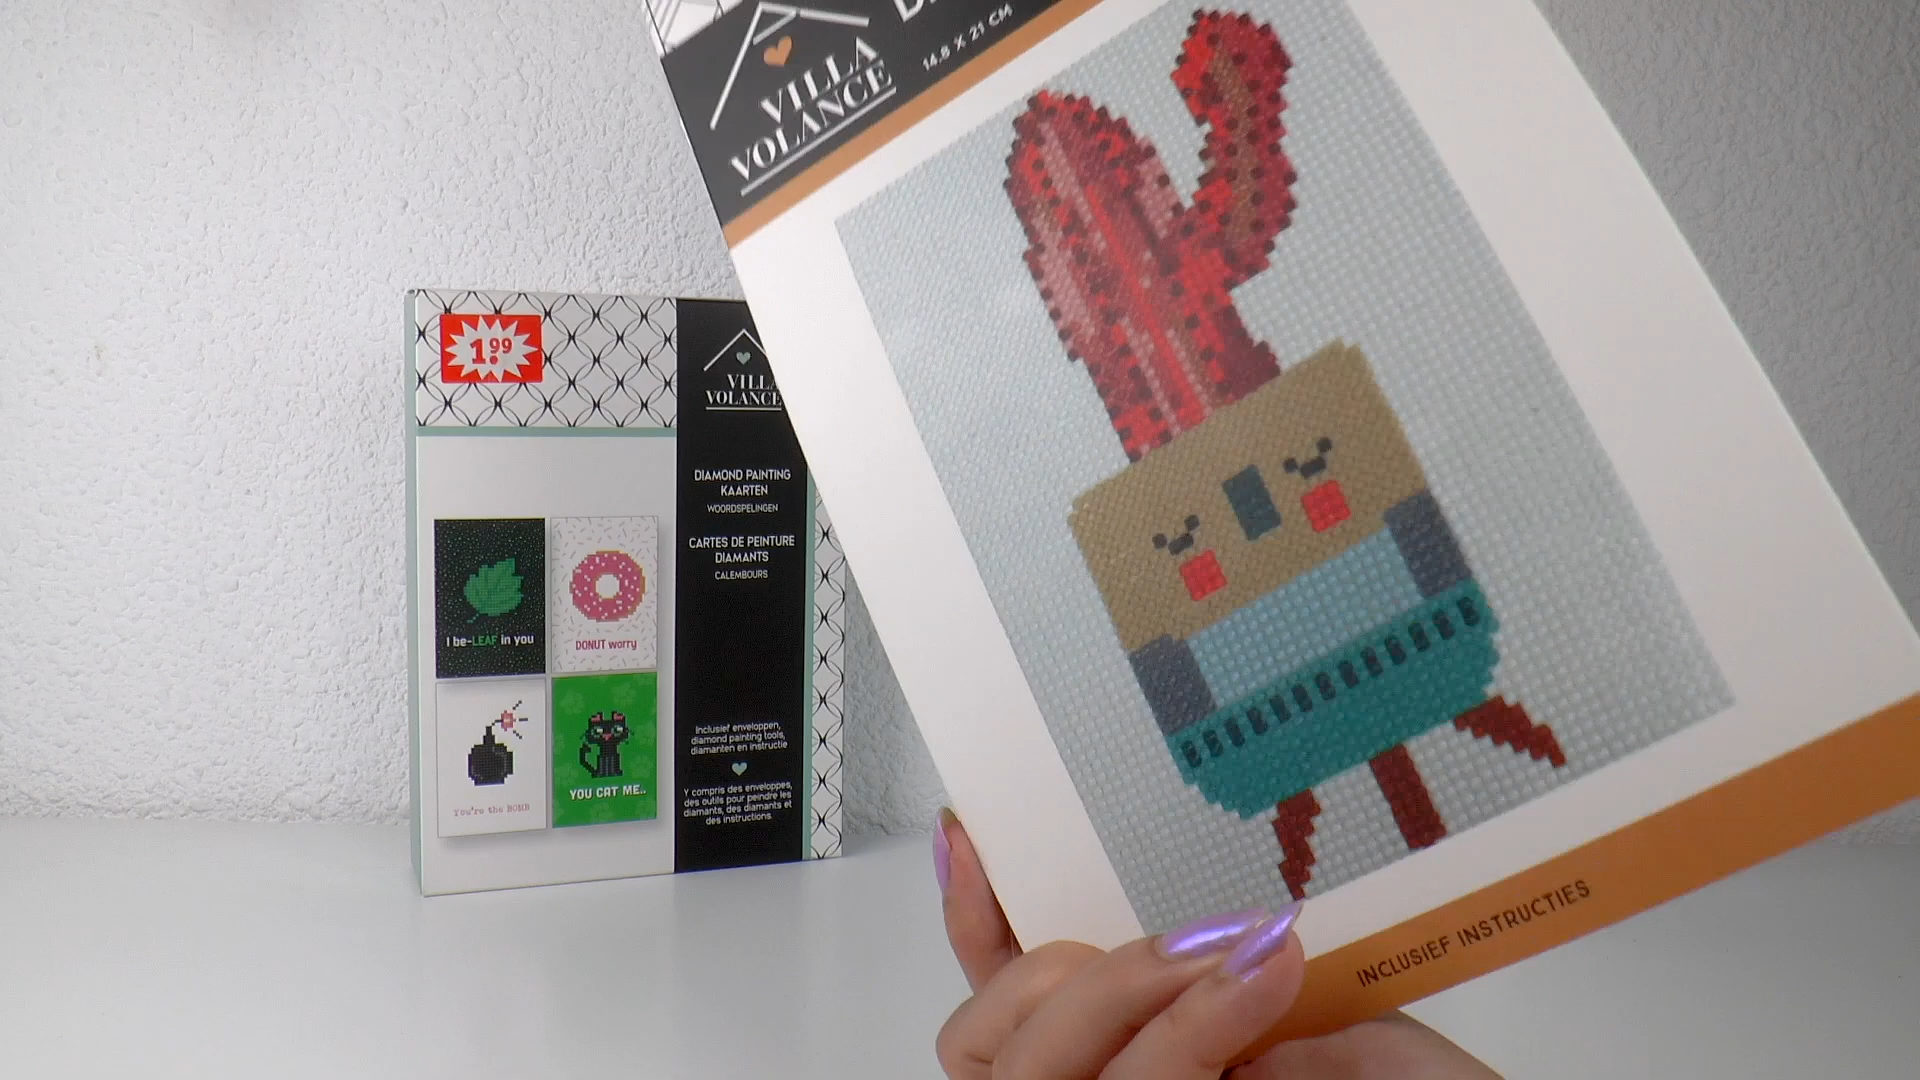 VILLA
VOLANCE
14.8 X 21 CM
INCLUSIEF INSTRUCTIES
1.99
VILLA
VOLANCE
DIAMOND PAINTING
KAARTEN
WOORDSPELINGEN
CARTES DE PEINTURE
DIAMANTS
CALEMBOURS
I be-LEAF in you
DONUT worry
You're the BOMB
YOU CAT ME..
Inclusief enveloppen,
diamond painting tools,
diamanten en instructie
Y compris des enveloppes,
des outils pour peindre les
diamants, des diamants et
des instructions.